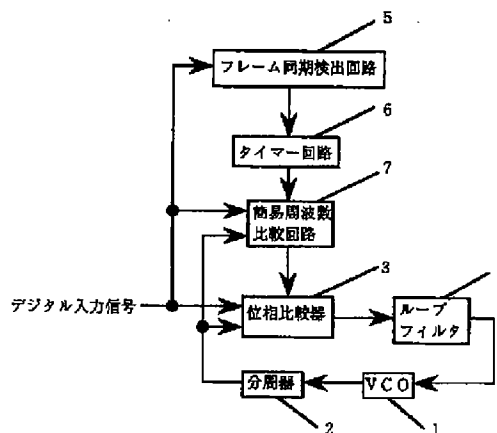 5
フレーム同期検出回路
6
タイマー回路
7
簡易周波数
比較回路
3
デジタル入力信号
位相比較器
ループ
フィルタ
分周器
VCO
2
1